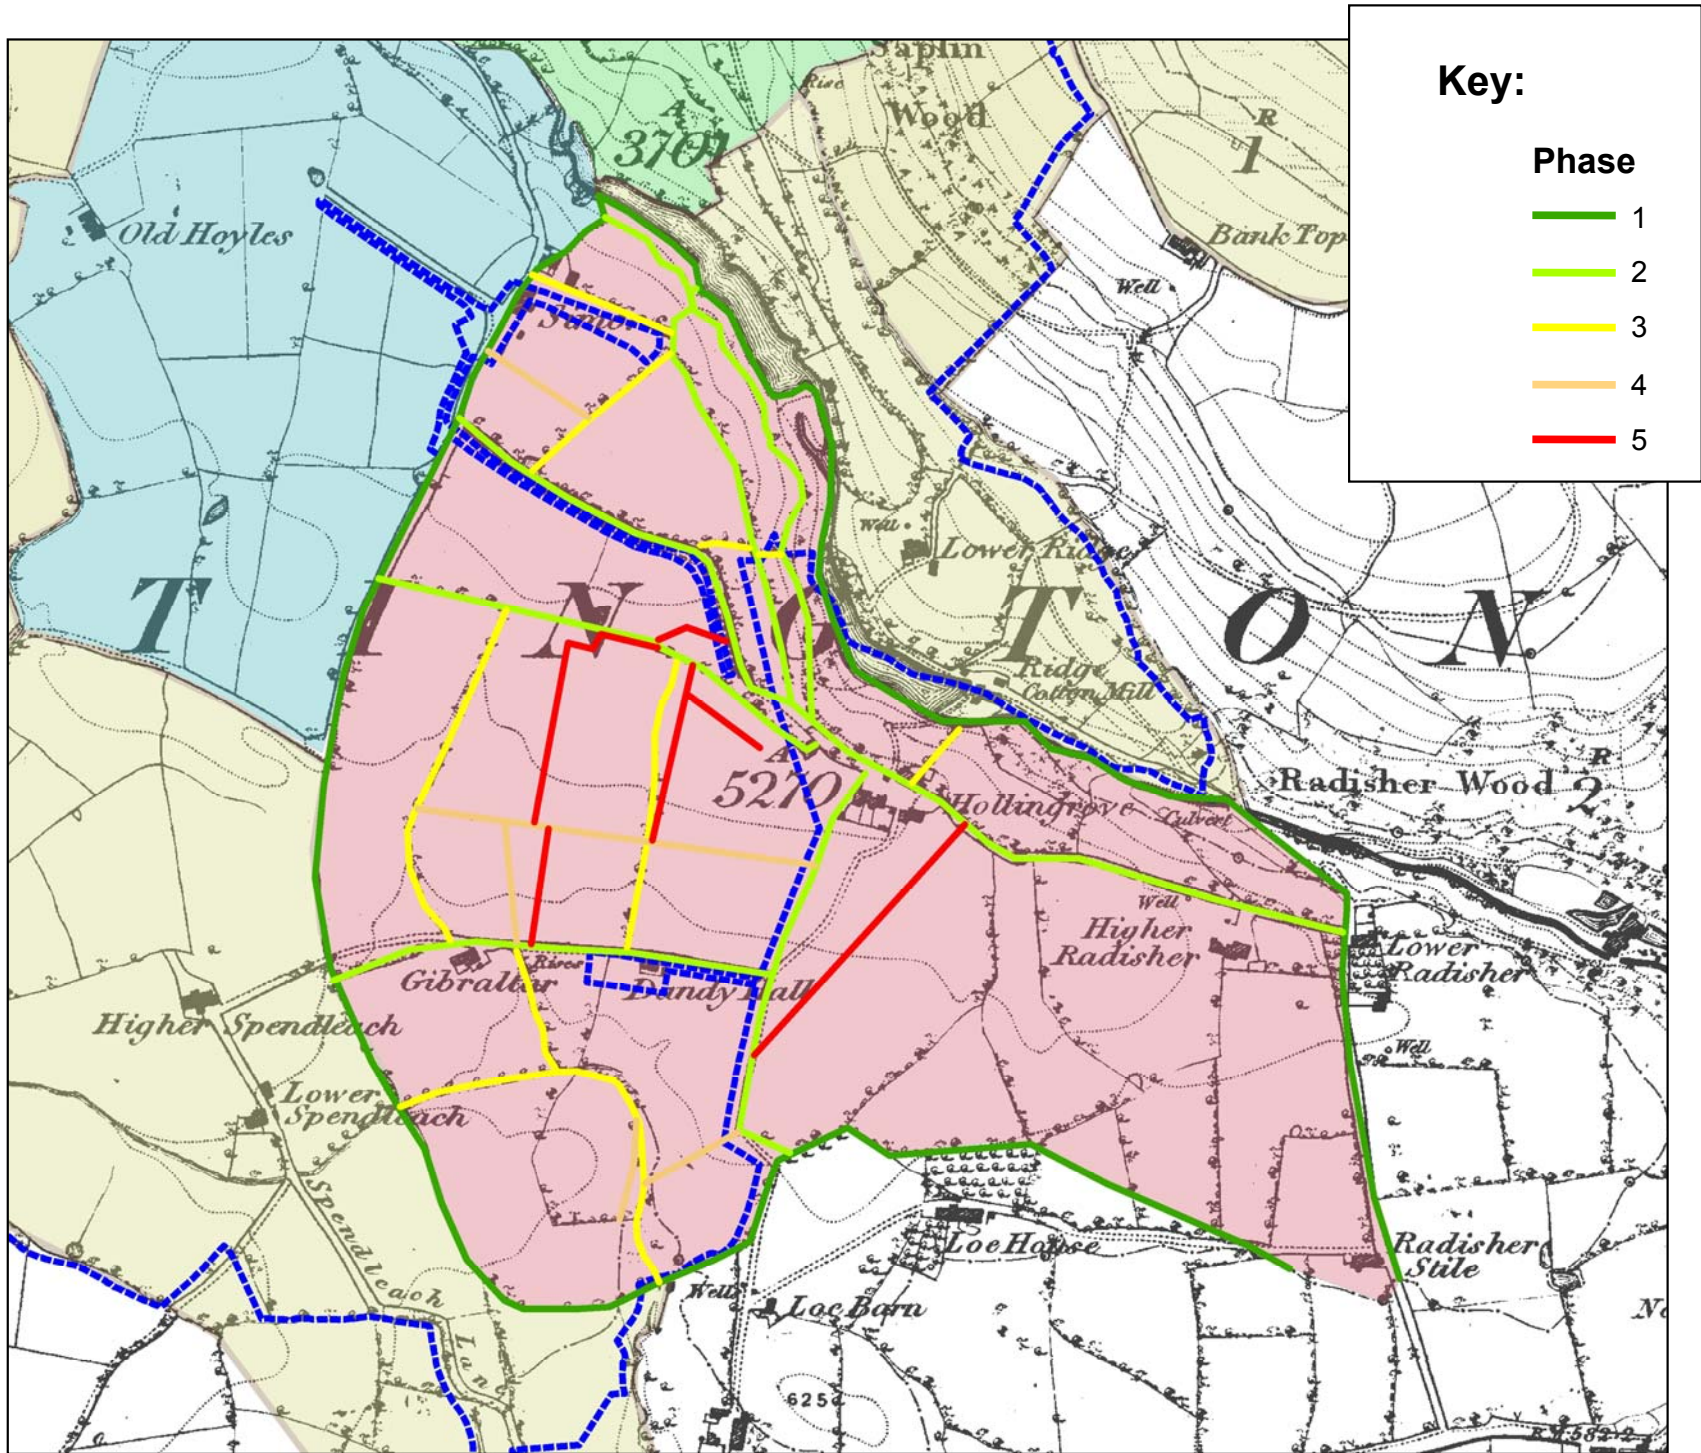 Key:
Phase
1
2
3
4
5
Saplin
Wood
Rise
A
3701
R
1
Old Hoyles
Bank Top
Well
Simons
Well
Lower Ridge
T I N O T O N
Ridge
Cotton Mill
A
5270
R
Radisher Wood 2
Hollingrove
Culvert
Well
Higher
Radisher
Lower
Radisher
Gibraltar
Rises
Dandy Hall
Higher Spendleach
Well
Lower
Spendleach
Spendleach Lane
Loe House
Radisher
Stile
Well
Loe Barn
625